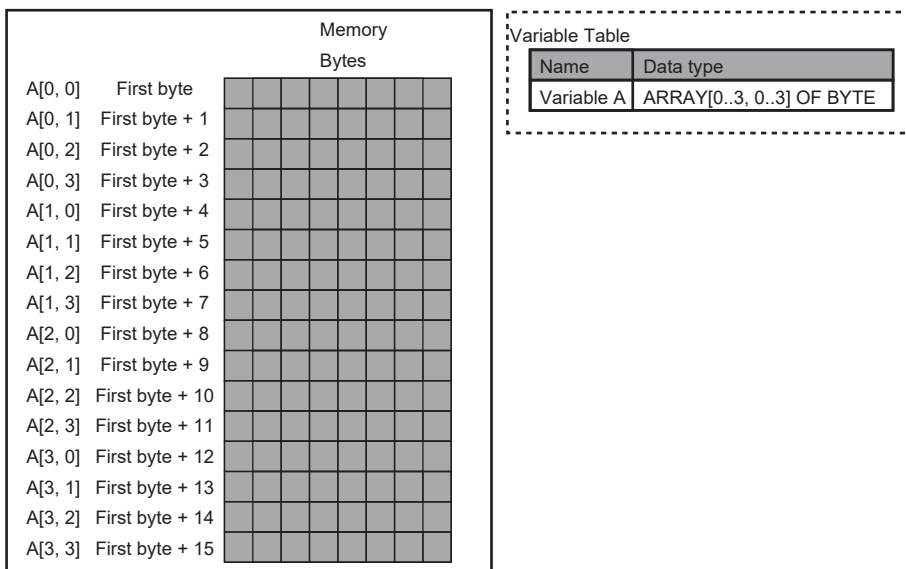 Memory
Bytes
A[0, 0] First byte
A[0, 1] First byte + 1
A[0, 2] First byte + 2
A[0, 3] First byte + 3
A[1, 0] First byte + 4
A[1, 1] First byte + 5
A[1, 2] First byte + 6
A[1, 3] First byte + 7
A[2, 0] First byte + 8
A[2, 1] First byte + 9
A[2, 2] First byte + 10
A[2, 3] First byte + 11
A[3, 0] First byte + 12
A[3, 1] First byte + 13
A[3, 2] First byte + 14
A[3, 3] First byte + 15
Variable Table
Name Data type
Variable A ARRAY[0..3, 0..3] OF BYTE